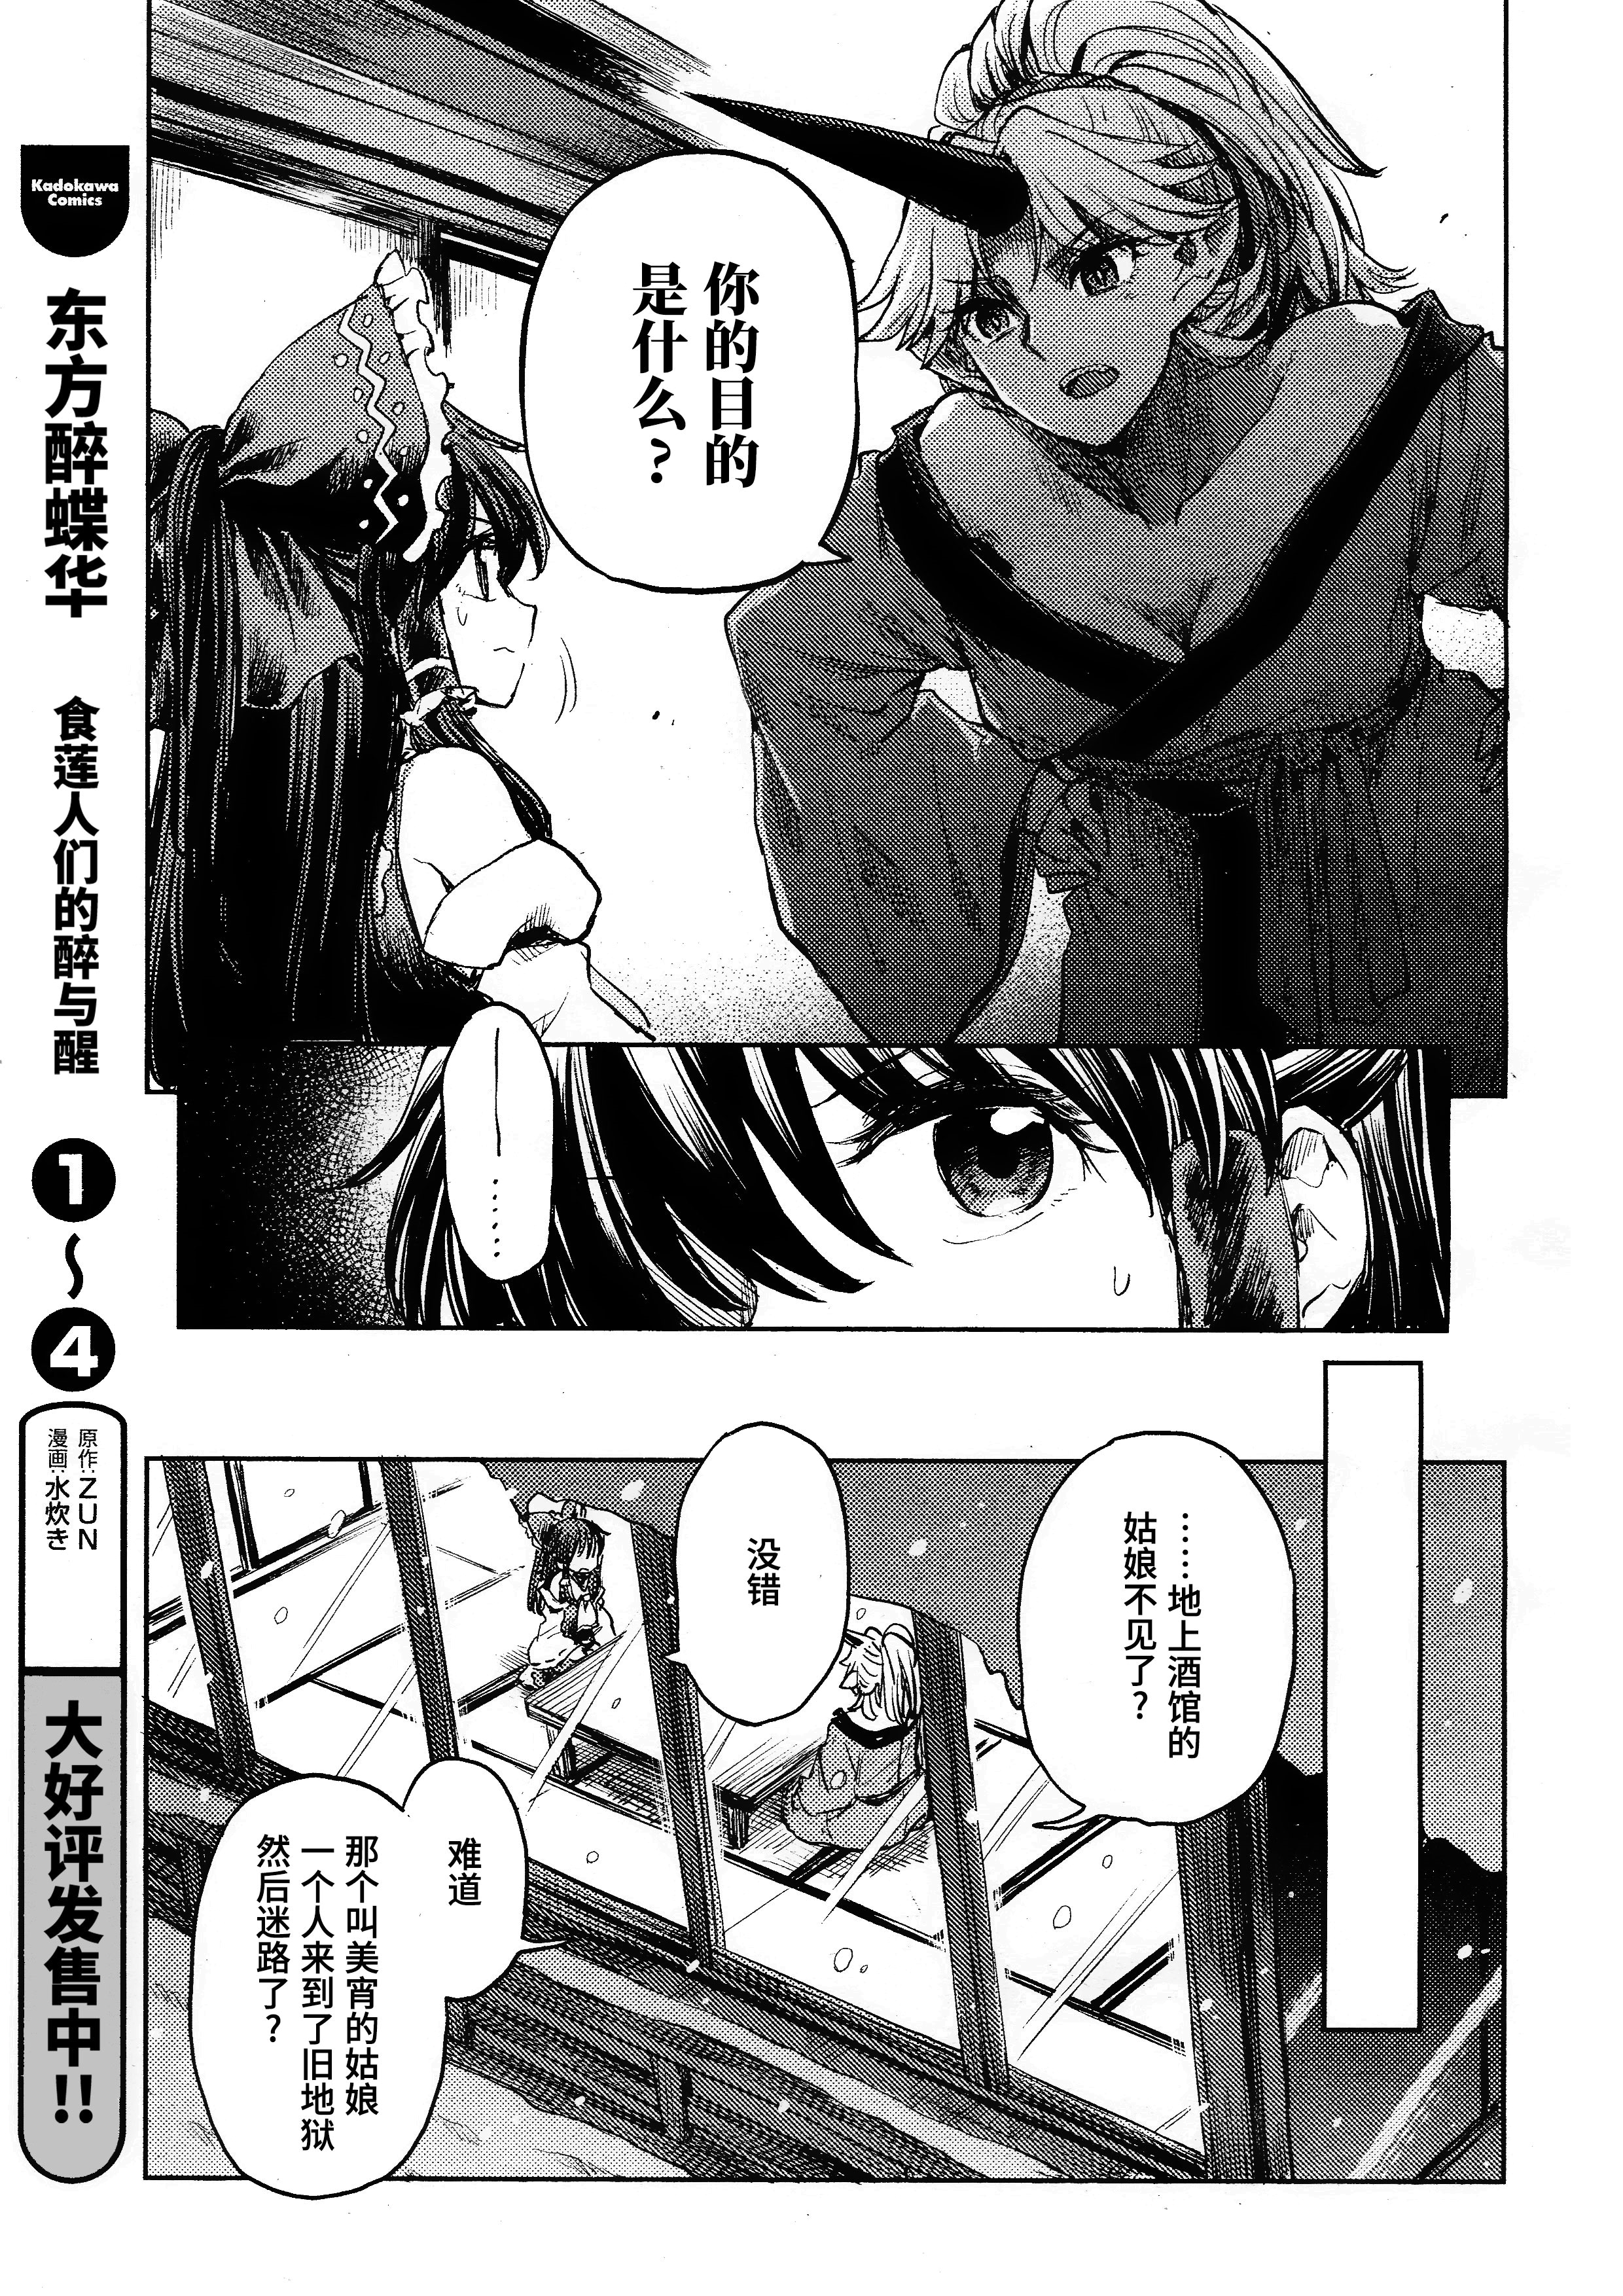 你的目的
是什么？
……
……地上酒馆的
姑娘不见了？
没错
难道
那个叫美宵的姑娘
一个人来到了旧地狱
然后迷路了？
Kadokawa
Comics
东方醉蝶华
食莲人们的醉与醒
1～4
原作：ZUN
漫画：水炊き
大好评发售中!!